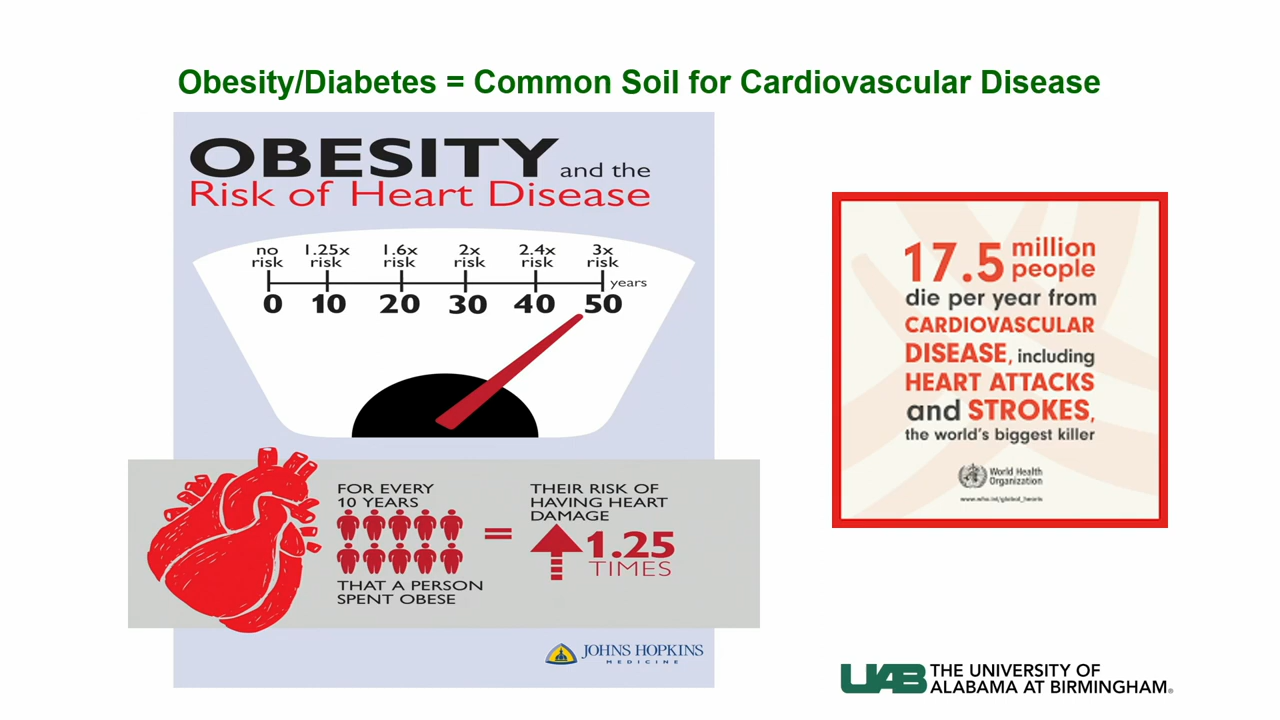 Obesity/Diabetes = Common Soil for Cardiovascular Disease
OBESITY and the
Risk of Heart Disease
no risk
1.25x risk
1.6x risk
2x risk
2.4x risk
3x risk
years
0 10 20 30 40 50
FOR EVERY
10 YEARS
THAT A PERSON
SPENT OBESE
=
THEIR RISK OF
HAVING HEART
DAMAGE
1.25
TIMES
JOHNS HOPKINS
MEDICINE
17.5 million
people
die per year from
CARDIOVASCULAR
DISEASE, including
HEART ATTACKS
and STROKES,
the world's biggest killer
World Health
Organization
www.who.int/global_hearts
UAB THE UNIVERSITY OF
ALABAMA AT BIRMINGHAM®